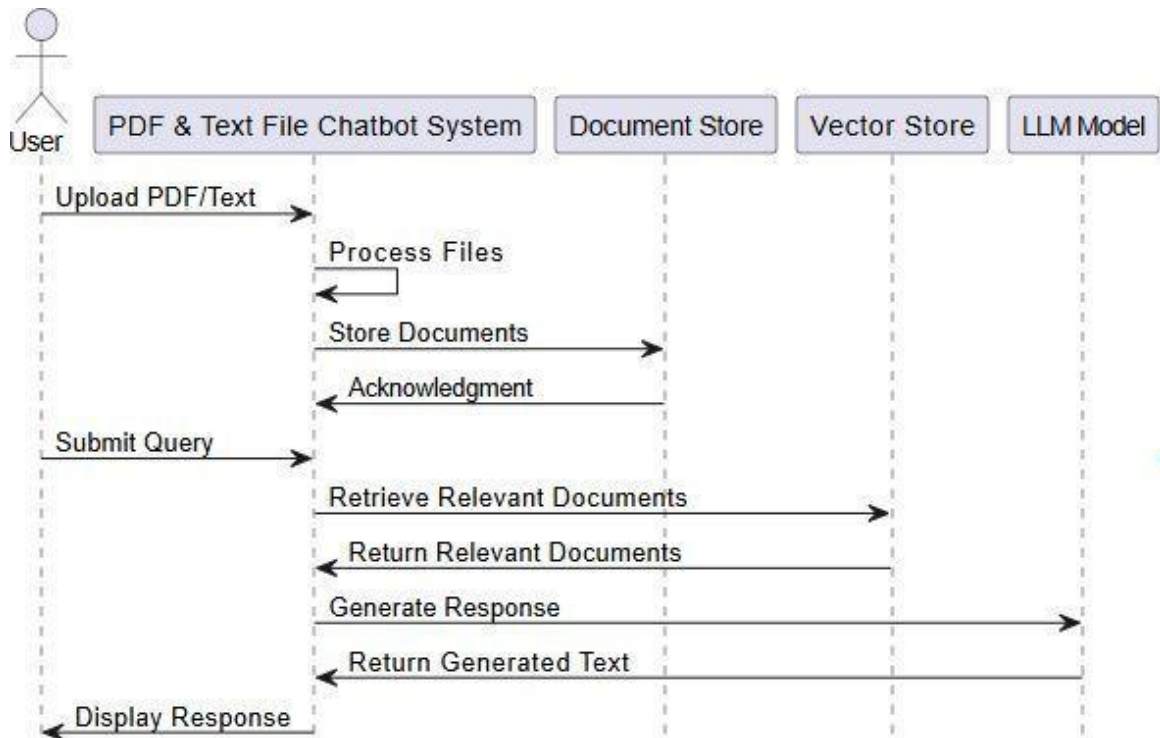 User
PDF & Text File Chatbot System
Document Store
Vector Store
LLM Model
Upload PDF/Text
Process Files
Store Documents
Acknowledgment
Submit Query
Retrieve Relevant Documents
Return Relevant Documents
Generate Response
Return Generated Text
Display Response